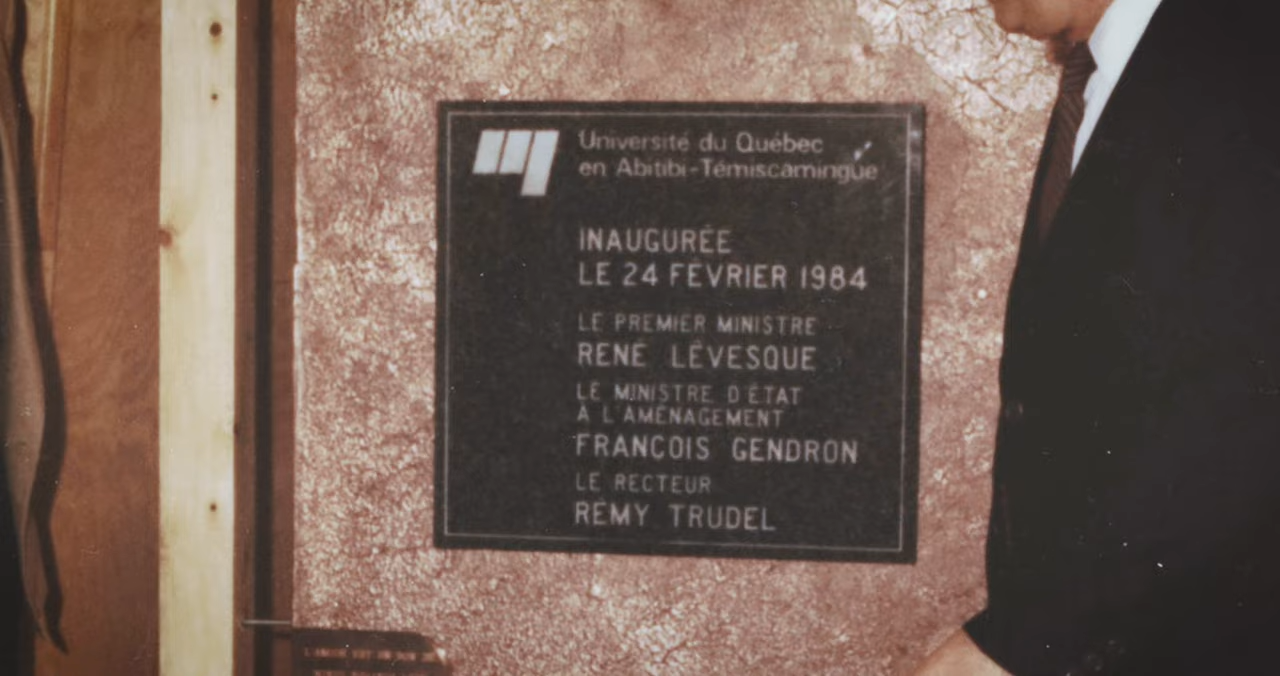 Université du Québec
en Abitibi-Témiscamingue
INAUGURÉE
LE 24 FÉVRIER 1984
LE PREMIER MINISTRE
RENÉ LÉVESQUE
LE MINISTRE D'ÉTAT
À L'AMÉNAGEMENT
FRANÇOIS GENDRON
LE RECTEUR
RÉMY TRUDEL